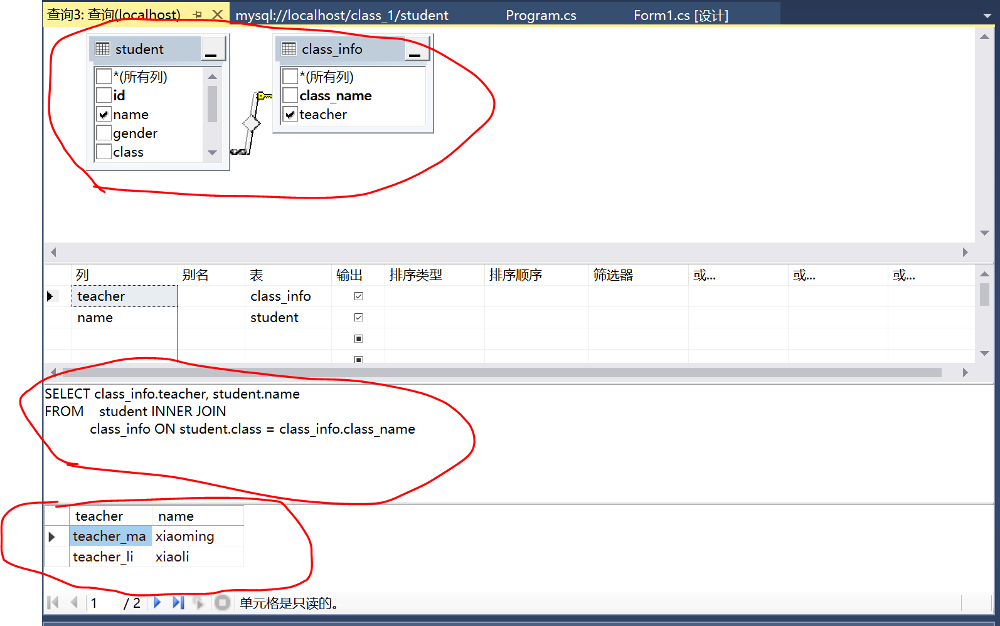 查询3: 查询(localhost) mysql://localhost/class_1/student Program.cs Form1.cs [设计]
student
*(所有列)
id
name
gender
class
class_info
*(所有列)
class_name
teacher
列 别名 表 输出 排序类型 排序顺序 筛选器 或... 或... 或...
teacher class_info
name student
SELECT class_info.teacher, student.name
FROM student INNER JOIN
class_info ON student.class = class_info.class_name
teacher name
teacher_ma xiaoming
teacher_li xiaoli
1 / 2 单元格是只读的。